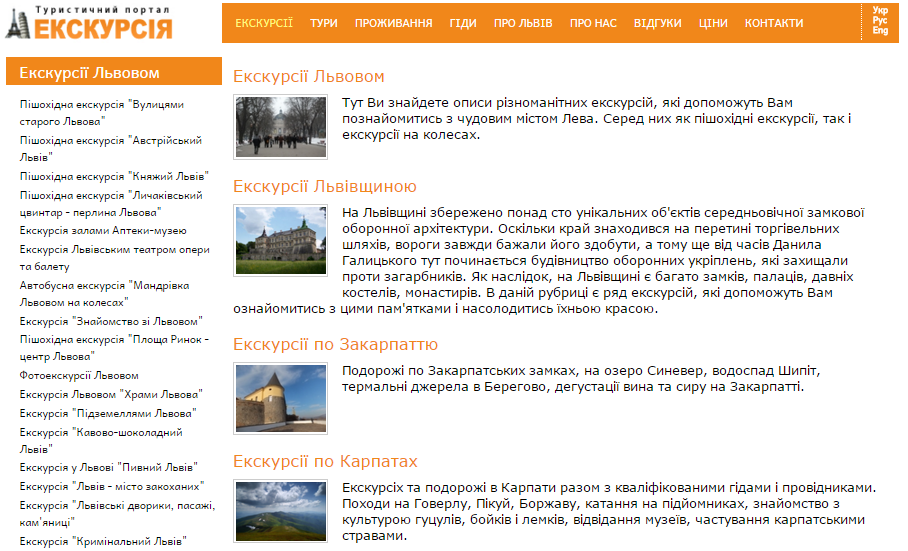 Туристичний портал
ЕКСКУРСІЯ
ЕКСКУРСІЇ ТУРИ ПРОЖИВАННЯ ГІДИ ПРО ЛЬВІВ ПРО НАС ВІДГУКИ ЦІНИ КОНТАКТИ
Укр
Рус
Eng
Екскурсії Львовом
Пішохідна екскурсія "Вулицями
старого Львова"
Пішохідна екскурсія "Австрійський
Львів"
Пішохідна екскурсія "Княжий Львів"
Пішохідна екскурсія "Личаківський
цвинтар - перлина Львова"
Екскурсія залами Аптеки-музею
Екскурсія Львівським театром опери
та балету
Автобусна екскурсія "Мандрівка
Львовом на колесах"
Екскурсія "Знайомство зі Львовом"
Пішохідна екскурсія "Площа Ринок -
центр Львова"
Фотоекскурсії Львовом
Екскурсія Львовом "Храми Львова"
Екскурсія "Підземеллями Львова"
Екскурсія "Кавово-шоколадний
Львів"
Екскурсія у Львові "Пивний Львів"
Екскурсія "Львів - місто закоханих"
Екскурсія "Львівські дворики, пасажі,
кам'яниці"
Екскурсія "Кримінальний Львів"
Екскурсії Львовом
Тут Ви знайдете описи різноманітних екскурсій, які допоможуть Вам
познайомитись з чудовим містом Лева. Серед них як пішохідні екскурсії, так і
екскурсії на колесах.
Екскурсії Львівщиною
На Львівщині збережено понад сто унікальних об'єктів середньовічної замкової
оборонної архітектури. Оскільки край знаходився на перетині торгівельних
шляхів, вороги завжди бажали його здобути, а тому ще від часів Данила
Галицького тут починається будівництво оборонних укріплень, які захищали
проти загарбників. Як наслідок, на Львівщині є багато замків, палаців, давніх
костелів, монастирів. В даній рубриці є ряд екскурсій, які допоможуть Вам
ознайомитись з цими пам'ятками і насолодитись їхньою красою.
Екскурсії по Закарпаттю
Подорожі по Закарпатських замках, на озеро Синевер, водоспад Шипіт,
термальні джерела в Берегово, дегустації вина та сиру на Закарпатті.
Екскурсії по Карпатах
Екскурсіх та подорожі в Карпати разом з кваліфікованими гідами і провідниками.
Походи на Говерлу, Пікуй, Боржаву, катання на підйомниках, знайомство з
культурою гуцулів, бойків і лемків, відвідання музеїв, частування карпатськими
стравами.